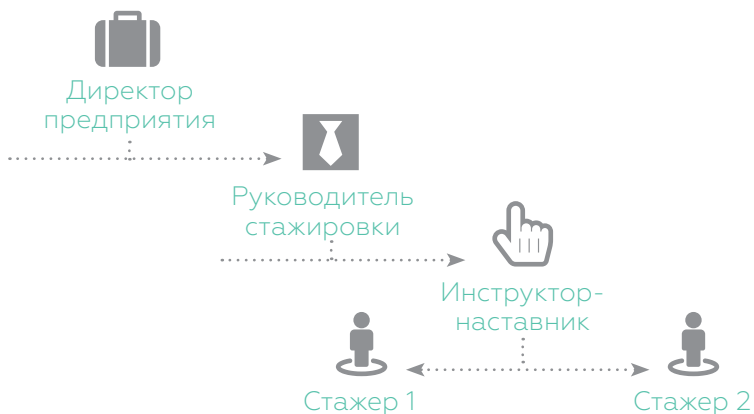 Директор
предприятия
Руководитель
стажировки
Инструктор-
наставник
Стажер 1
Стажер 2